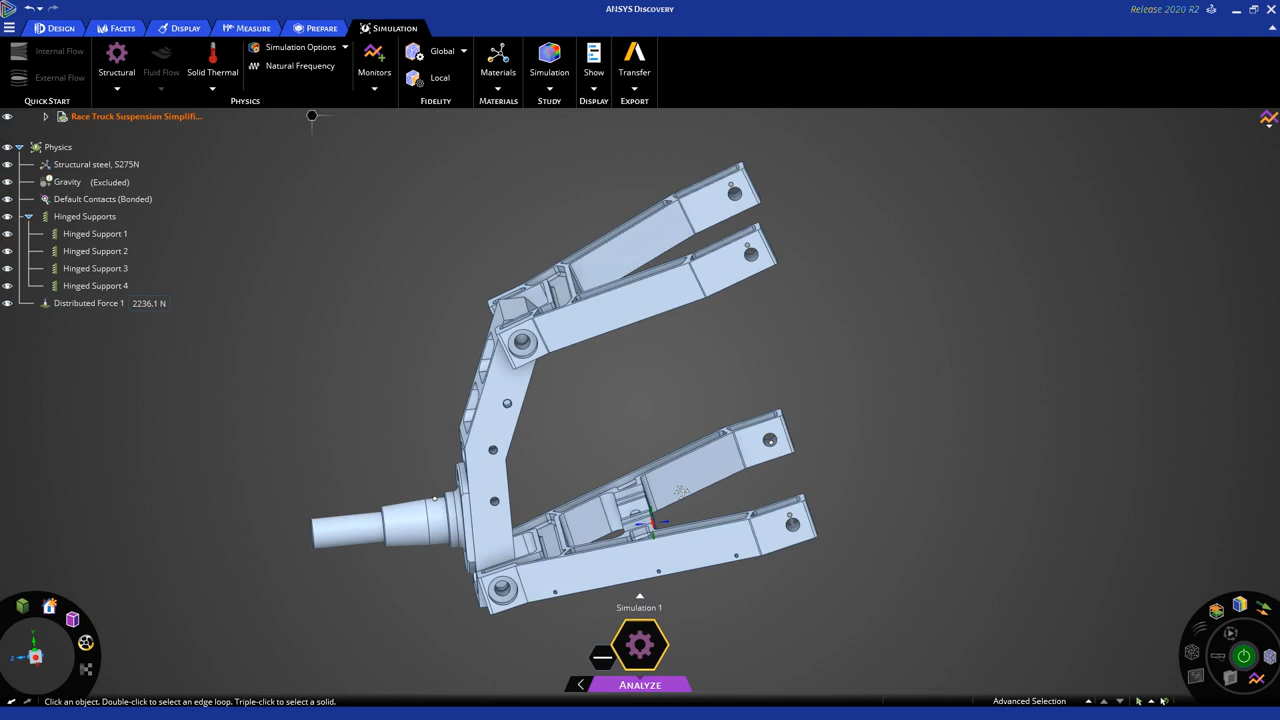 ANSYS Discovery
Release 2020 R2
DESIGN
FACETS
DISPLAY
MEASURE
PREPARE
SIMULATION
Internal Flow
External Flow
QUICK START
Structural
Fluid Flow
Solid Thermal
Simulation Options
Natural Frequency
PHYSICS
Monitors
Global
Local
FIDELITY
Materials
MATERIALS
Simulation
STUDY
Show
DISPLAY
Transfer
EXPORT
Race Truck Suspension Simplifi...
Physics
Structural steel, S275N
Gravity (Excluded)
Default Contacts (Bonded)
Hinged Supports
Hinged Support 1
Hinged Support 2
Hinged Support 3
Hinged Support 4
Distributed Force 1 2236.1 N
Y
Z
Simulation 1
ANALYZE
Click an object. Double-click to select an edge loop. Triple-click to select a solid.
Advanced Selection